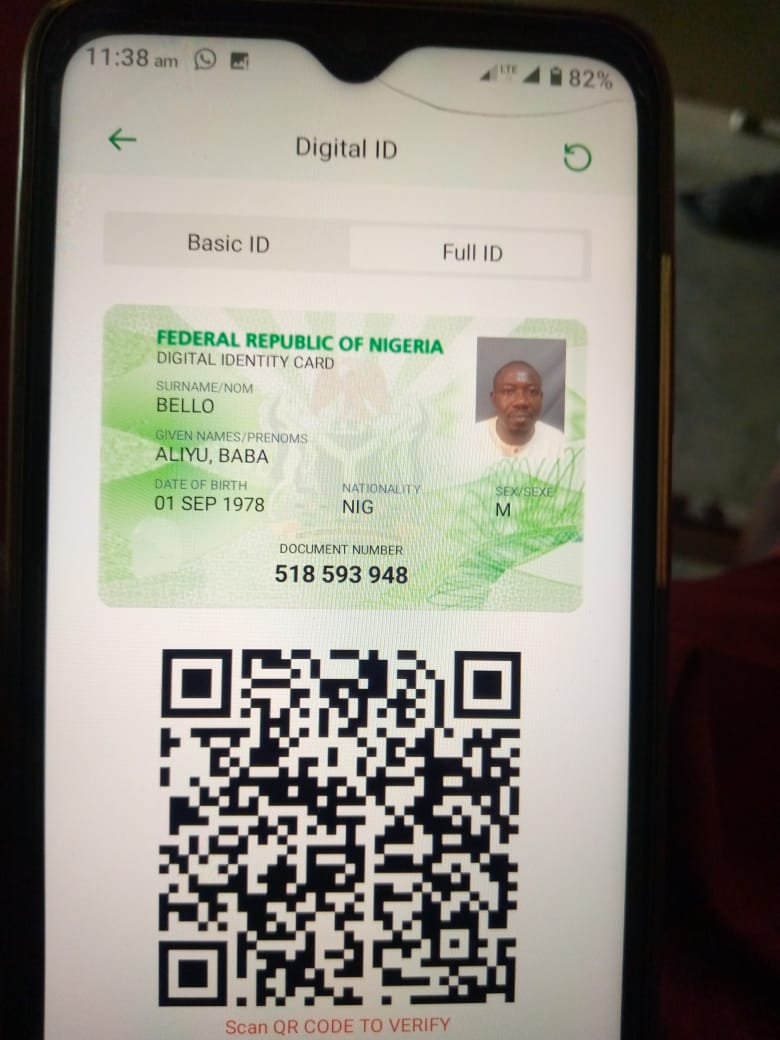 11:38 am LTE 82%
Digital ID
Basic ID Full ID
FEDERAL REPUBLIC OF NIGERIA
DIGITAL IDENTITY CARD
SURNAME/NOM
BELLO
GIVEN NAMES/PRENOMS
ALIYU, BABA
DATE OF BIRTH NATIONALITY SEX/SEXE
01 SEP 1978 NIG M
DOCUMENT NUMBER
518 593 948
Scan QR CODE TO VERIFY